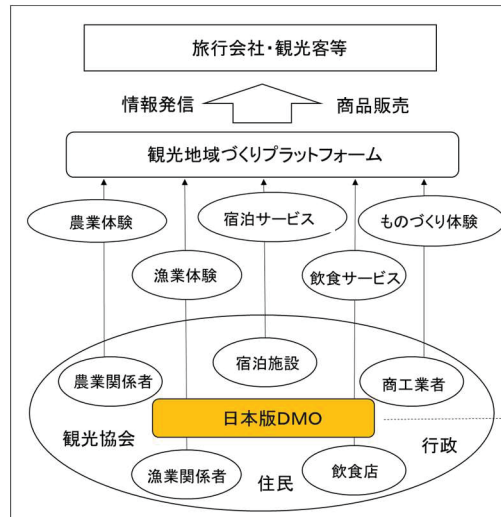 旅行会社・観光客等
情報発信
商品販売
観光地域づくりプラットフォーム
農業体験
宿泊サービス
ものづくり体験
漁業体験
飲食サービス
宿泊施設
農業関係者
商工業者
日本版DMO
観光協会
行政
漁業関係者
住民
飲食店